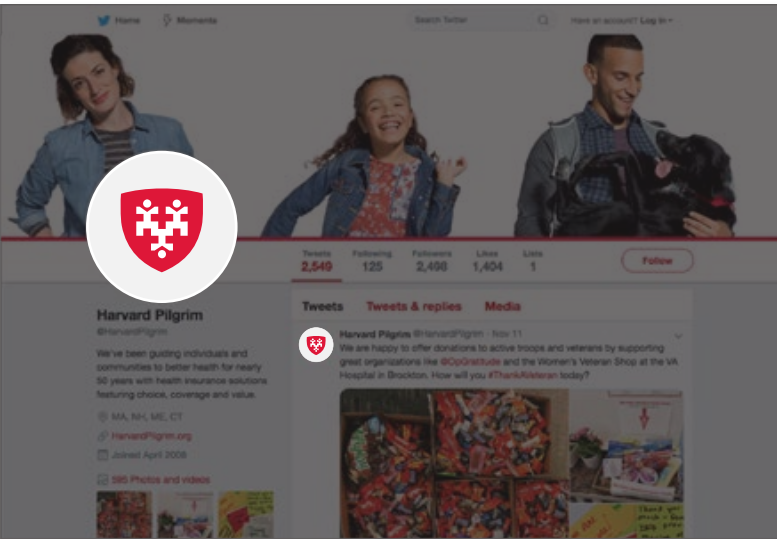 Home Moments Search Twitter Have an account? Log in
Tweets Following Followers Likes Lists
2,549 125 2,498 1,404 1
Follow
Harvard Pilgrim
@HarvardPilgrim
We've been guiding individuals and
communities to better health for nearly
50 years with health insurance solutions
featuring choice, coverage and value.
MA, NH, ME, CT
HarvardPilgrim.org
Joined April 2008
595 Photos and videos
Tweets Tweets & replies Media
Harvard Pilgrim @HarvardPilgrim · Nov 11
We are happy to offer donations to active troops and veterans by supporting
great organizations like @OpGratitude and the Women's Veteran Shop at the VA
Hospital in Brockton. How will you #ThankAVeteran today?
Thank you